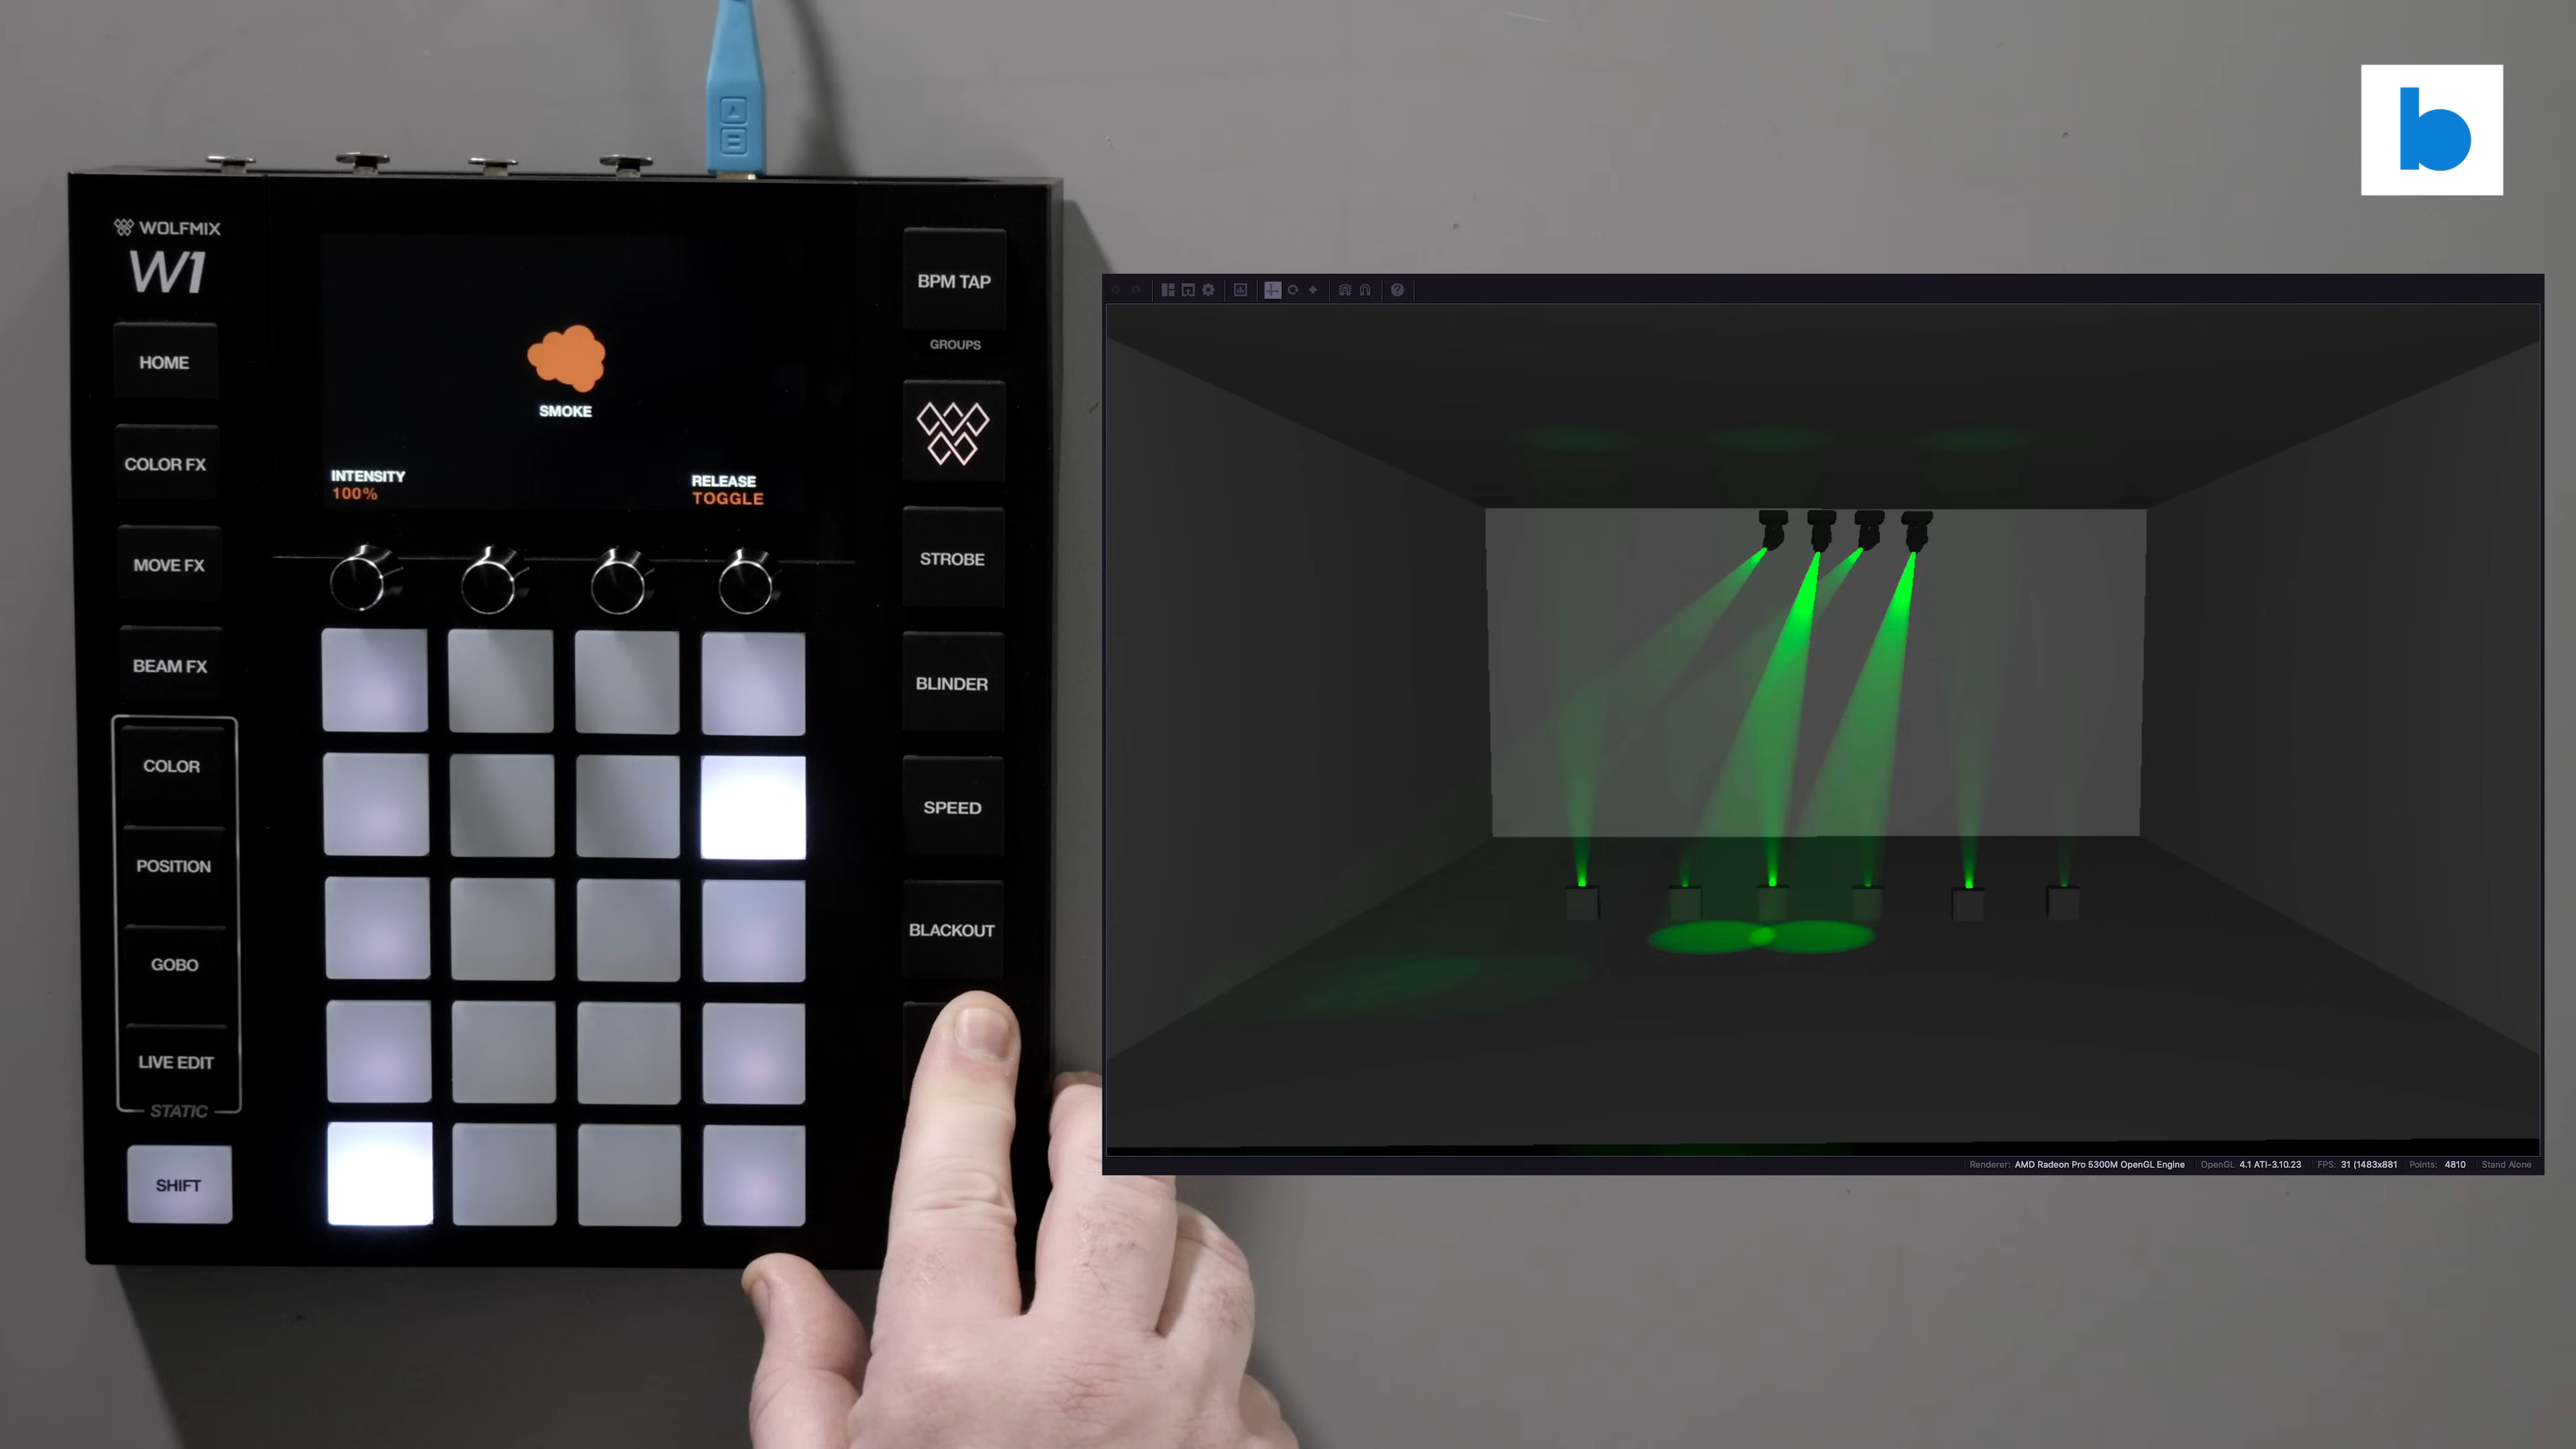 WOLFMIX
W1
HOME
COLOR FX
MOVE FX
BEAM FX
COLOR
POSITION
GOBO
LIVE EDIT
STATIC
SHIFT
SMOKE
INTENSITY
100%
RELEASE
TOGGLE
BPM TAP
GROUPS
STROBE
BLINDER
SPEED
BLACKOUT
b
Renderer: AMD Radeon Pro 5300M OpenGL Engine OpenGL 4.1 ATI-3.10.23 FPS: 31 (1483x881 Points: 4810 Stand Alone